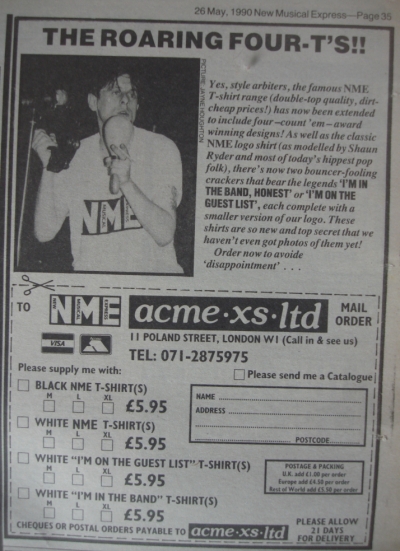 26 May, 1990 New Musical Express—Page 35
THE ROARING FOUR-T'S!!
PICTURE: JAYNE HOUGHTON
Yes, style arbiters, the famous NME
T-shirt range (double-top quality, dirt-
cheap prices!) has now been extended
to include four –count 'em– award
winning designs! As well as the classic
NME logo shirt (as modelled by Shaun
Ryder and most of today's hippest pop
folk), there's now two bouncer-fooling
crackers that bear the legends 'I'M IN
THE BAND, HONEST' or 'I'M ON THE
GUEST LIST', each complete with a
smaller version of our logo. These
shirts are so new and top secret that we
haven't even got photos of them yet!
Order now to avoide
'disappointment' . . .
NME
TO NEW MUSICAL EXPRESS NME acme·xs·ltd MAIL ORDER
VISA
11 POLAND STREET, LONDON W1 (Call in & see us)
TEL: 071-2875975
Please supply me with:
Please send me a Catalogue
BLACK NME T-SHIRT(S)
M L XL £5.95
WHITE NME T-SHIRT(S)
M L XL £5.95
WHITE "I'M ON THE GUEST LIST" T-SHIRT(S)
M L XL £5.95
WHITE "I'M IN THE BAND" T-SHIRT(S)
M L XL £5.95
NAME
ADDRESS
POSTCODE
POSTAGE & PACKING
U.K. add £1.00 per order
Europe add £4.50 per order
Rest of World add £5.50 per order
CHEQUES OR POSTAL ORDERS PAYABLE TO acme·xs·ltd
PLEASE ALLOW
21 DAYS
FOR DELIVERY